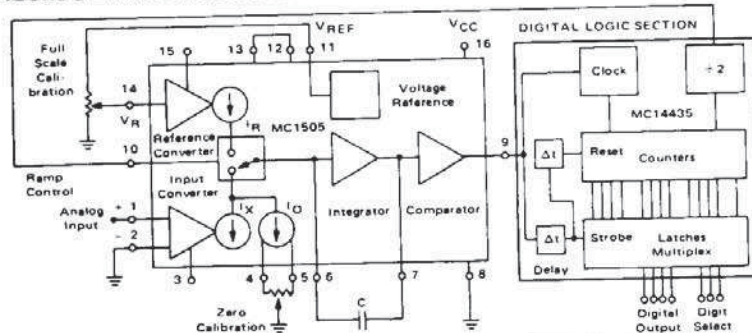 DIGITAL LOGIC SECTION
Full
Scale
Cali-
bration
15
13
12
11
VREF
VCC
16
Clock
÷2
14
VR
Voltage
Reference
IR
MC1505
MC14435
Reference
Converter
10
Ramp
Control
Input
Converter
9
Δt
Reset
Counters
Analog
Input
+
1
-
2
IX
IO
Integrator
Comparator
Δt
Strobe
Latches
Multiplex
Delay
3
4
5
6
7
8
C
Zero
Calibration
Digital
Output
Digit
Select